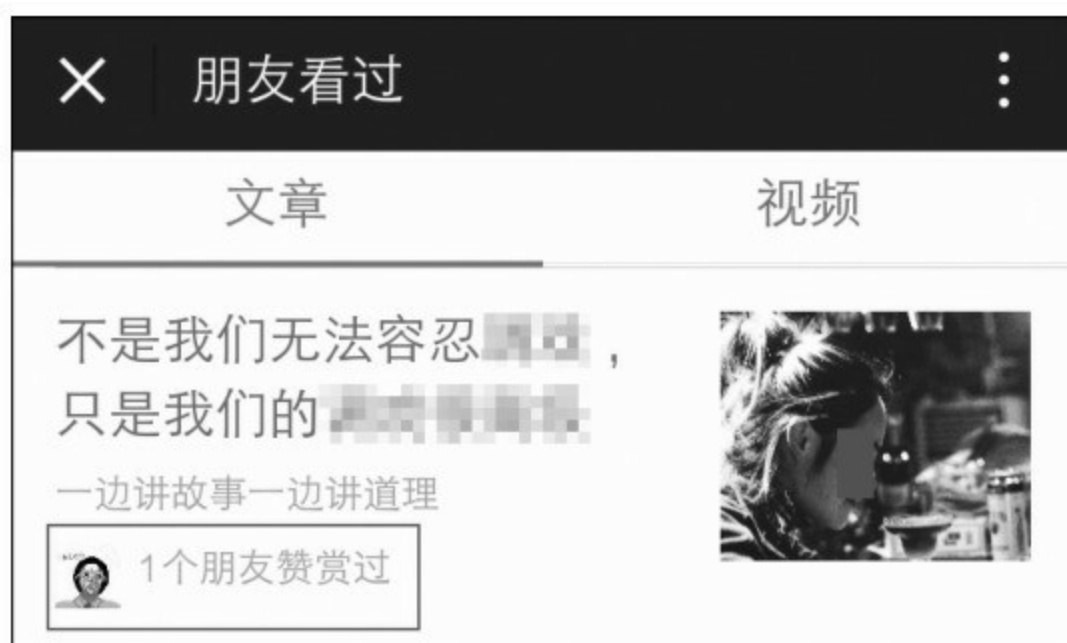 朋友看过
文章
视频
不是我们无法容忍 ，
只是我们的
一边讲故事一边讲道理
1个朋友赞赏过